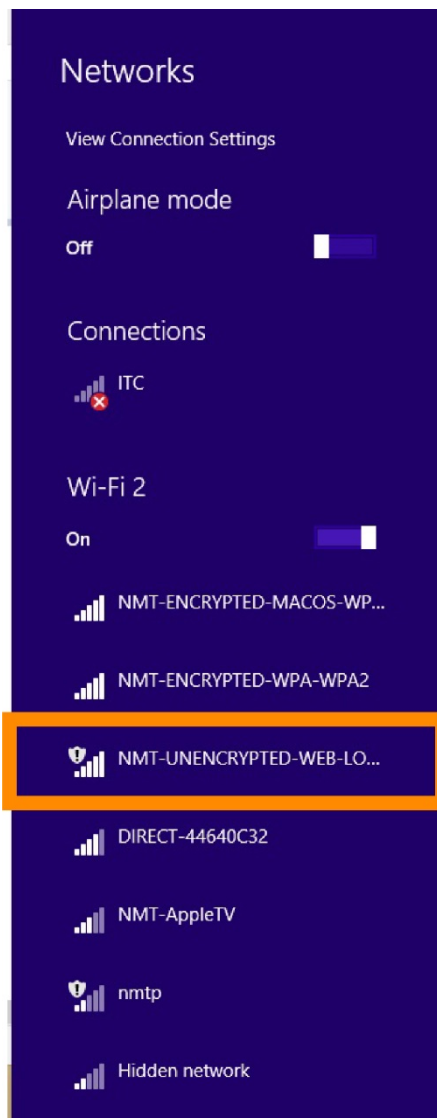 Networks
View Connection Settings
Airplane mode
Off
Connections
ITC
Wi-Fi 2
On
NMT-ENCRYPTED-MACOS-WP...
NMT-ENCRYPTED-WPA-WPA2
NMT-UNENCRYPTED-WEB-LO...
DIRECT-44640C32
NMT-AppleTV
nmtp
Hidden network